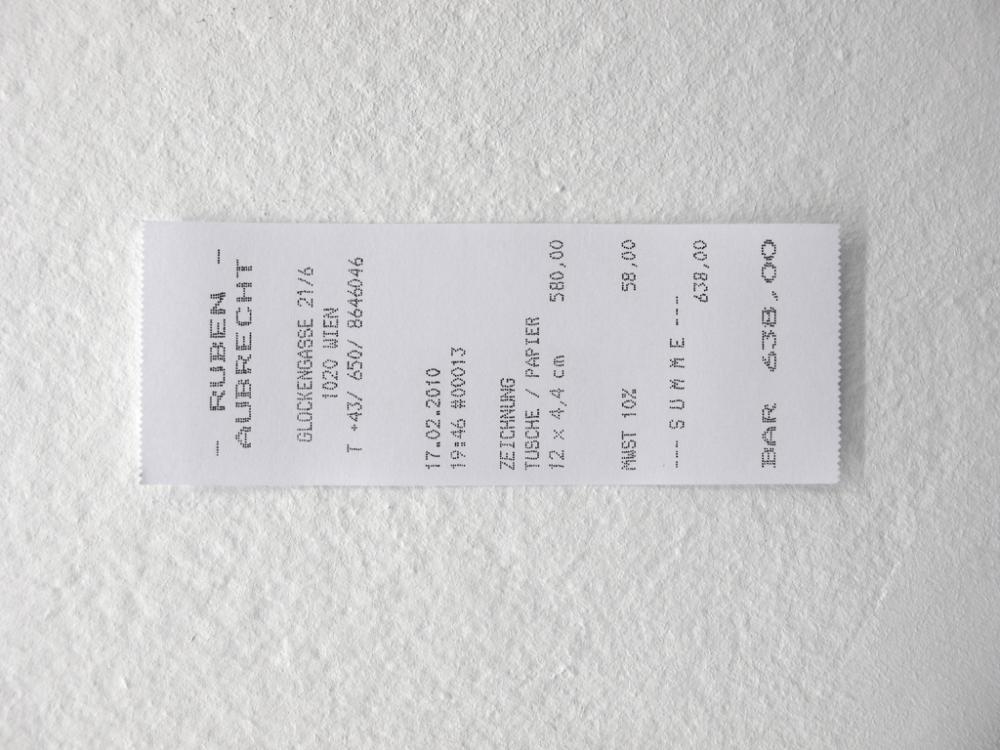 — RUBEN —
AUBRECHT
GLOCKENGASSE 21/6
1020 WIEN
T +43/ 650/ 8646046
17.02.2010
19:46 #00013
ZEICHNUNG
TUSCHE / PAPIER
12 x 4,4 cm 580,00
MWST 10% 58,00
--- S U M M E ---
638,00
BAR 638,00